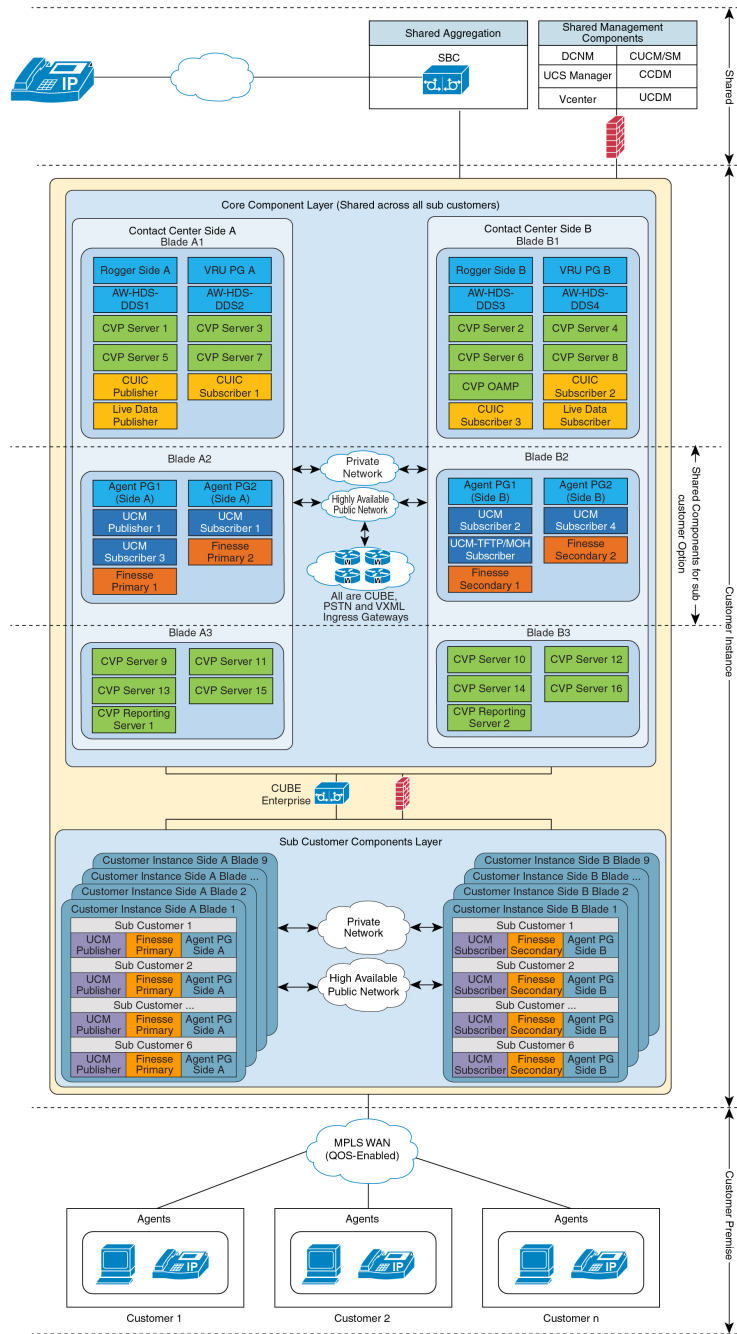 Shared Aggregation
SBC
Shared Management
Components
DCNM
CUCM/SM
UCS Manager
CCDM
Vcenter
UCDM
IP
Shared
Core Component Layer (Shared across all sub customers)
Contact Center Side A
Blade A1
Rogger Side A
VRU PG A
AW-HDS-
DDS1
AW-HDS-
DDS2
CVP Server 1
CVP Server 3
CVP Server 5
CVP Server 7
CUIC
Publisher
CUIC
Subscriber 1
Live Data
Publisher
Contact Center Side B
Blade B1
Rogger Side B
VRU PG B
AW-HDS-
DDS3
AW-HDS-
DDS4
CVP Server 2
CVP Server 4
CVP Server 6
CVP Server 8
CVP OAMP
CUIC
Subscriber 2
CUIC
Subscriber 3
Live Data
Subscriber
Blade A2
Agent PG1
(Side A)
Agent PG2
(Side A)
UCM
Publisher 1
UCM
Subscriber 1
UCM
Subscriber 3
Finesse
Primary 2
Finesse
Primary 1
Private
Network
Highly Available
Public Network
V
V
V
V
All are CUBE,
PSTN and VXML
Ingress Gateways
Blade B2
Agent PG1
(Side B)
Agent PG2
(Side B)
UCM
Subscriber 2
UCM
Subscriber 4
UCM-TFTP/MOH
Subscriber
Finesse
Secondary 2
Finesse
Secondary 1
Shared Components for sub
customer Option
Customer Instance
Blade A3
CVP Server 9
CVP Server 11
CVP Server 13
CVP Server 15
CVP Reporting
Server 1
Blade B3
CVP Server 10
CVP Server 12
CVP Server 14
CVP Server 16
CVP Reporting
Server 2
CUBE
Enterprise
Sub Customer Components Layer
Customer Instance Side A Blade 9
Customer Instance Side A Blade ...
Customer Instance Side A Blade 2
Customer Instance Side A Blade 1
Sub Customer 1
UCM
Publisher
Finesse
Primary
Agent PG
Side A
Sub Customer 2
UCM
Publisher
Finesse
Primary
Agent PG
Side A
Sub Customer ...
UCM
Publisher
Finesse
Primary
Agent PG
Side A
Sub Customer 6
UCM
Publisher
Finesse
Primary
Agent PG
Side A
Private
Network
High Available
Public Network
Customer Instance Side B Blade 9
Customer Instance Side B Blade ...
Customer Instance Side B Blade 2
Customer Instance Side B Blade 1
Sub Customer 1
UCM
Subscriber
Finesse
Secondary
Agent PG
Side B
Sub Customer 2
UCM
Subscriber
Finesse
Secondary
Agent PG
Side B
Sub Customer ...
UCM
Subscriber
Finesse
Secondary
Agent PG
Side B
Sub Customer 6
UCM
Subscriber
Finesse
Secondary
Agent PG
Side B
MPLS WAN
(QOS-Enabled)
Agents
IP
Customer 1
Agents
IP
Customer 2
Agents
IP
Customer n
Customer Premise